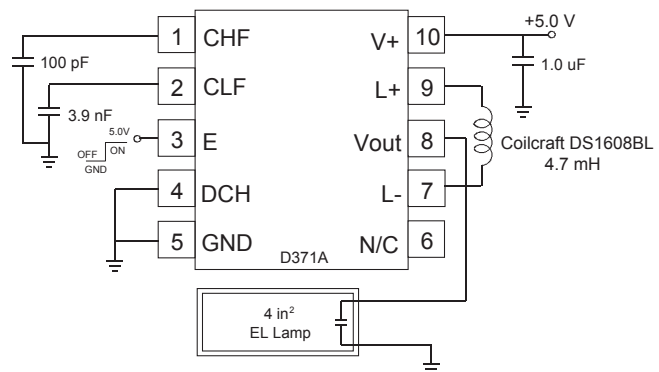 +5.0 V
1 CHF
V+ 10
100 pF
1.0 uF
2 CLF
L+ 9
3.9 nF
5.0V
OFF
ON
GND
3 E
Vout 8
Coilcraft DS1608BL
4.7 mH
4 DCH
L- 7
5 GND
N/C 6
D371A
4 in²
EL Lamp